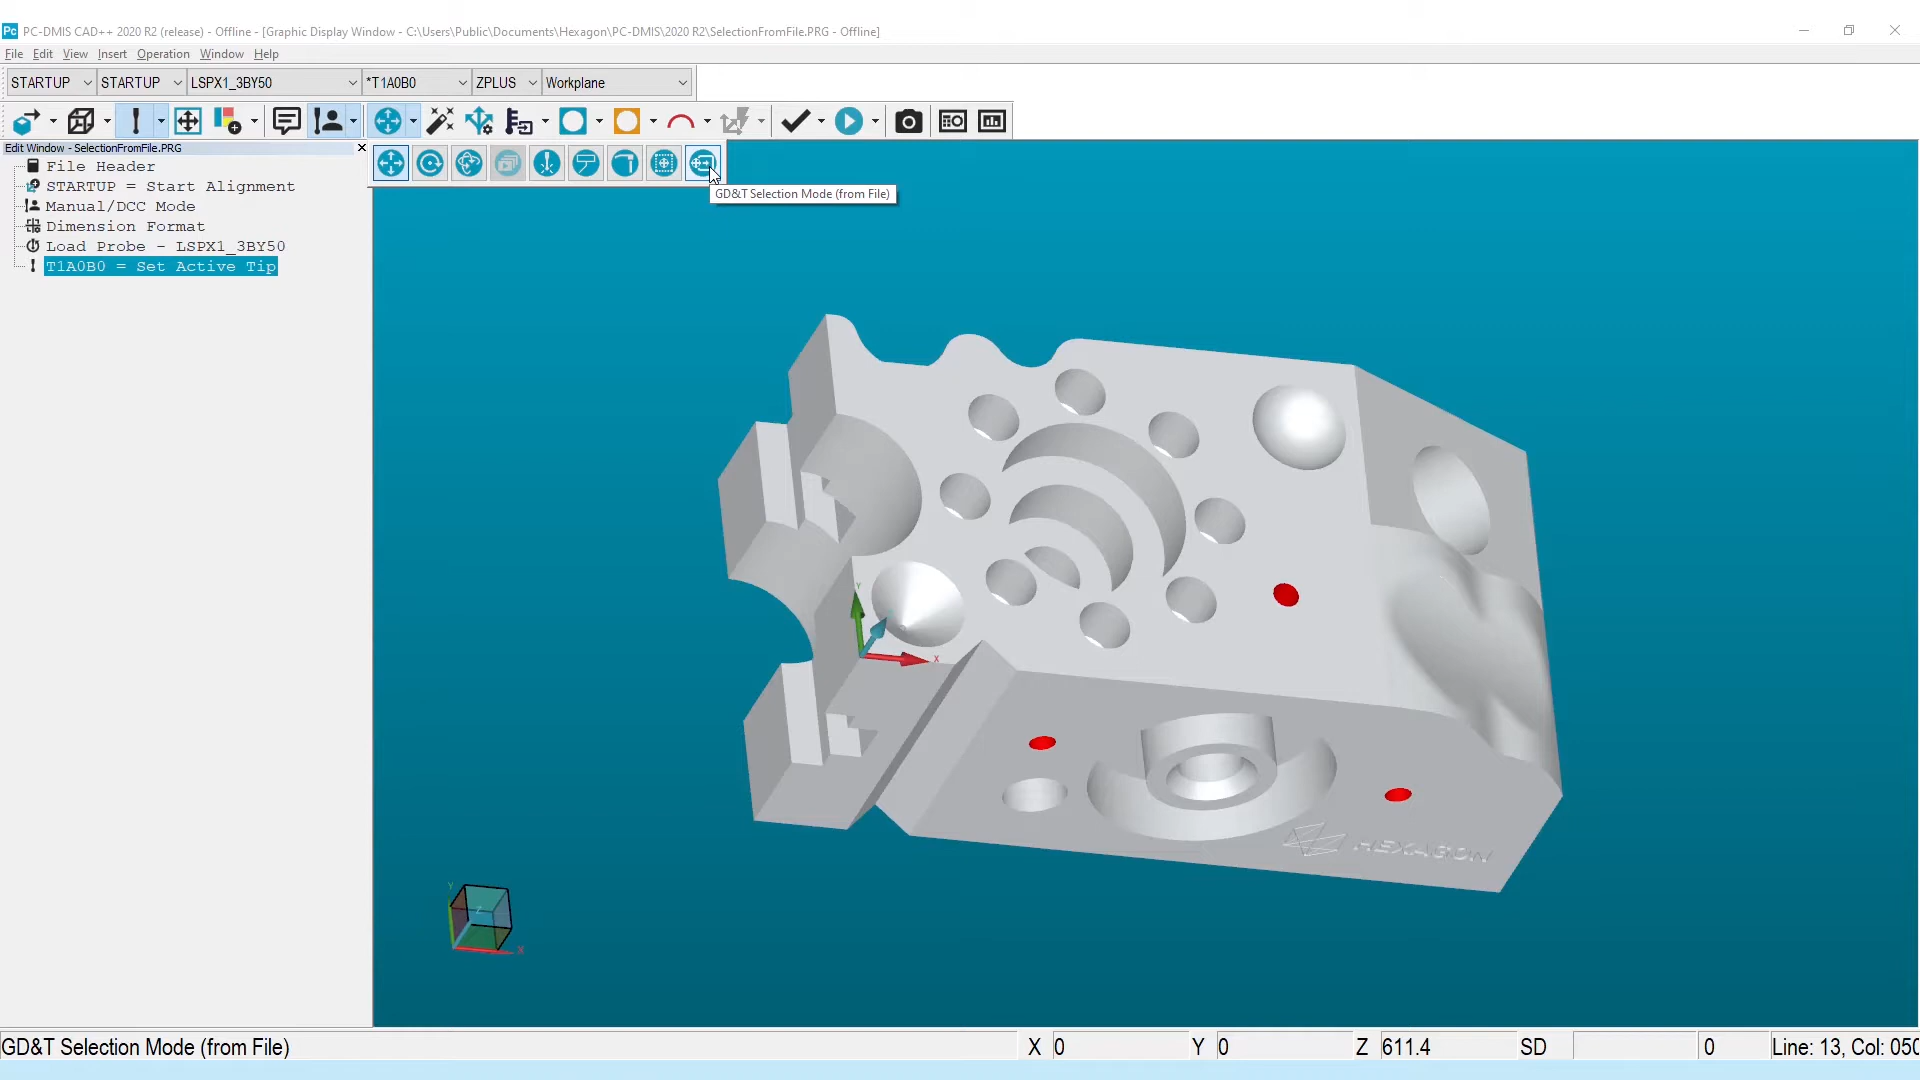 PC-DMIS CAD++ 2020 R2 (release) - Offline - [Graphic Display Window - C:\Users\Public\Documents\Hexagon\PC-DMIS\2020 R2\SelectionFromFile.PRG - Offline]
File Edit View Insert Operation Window Help
STARTUP STARTUP LSPX1_3BY50 *T1A0B0 ZPLUS Workplane
Edit Window - SelectionFromFile.PRG
File Header
STARTUP = Start Alignment
GD&T Selection Mode (from File)
Manual/DCC Mode
Dimension Format
Load Probe - LSPX1_3BY50
T1A0B0 = Set Active Tip
Y
X
HEXAGON
Y
Z
X
GD&T Selection Mode (from File) X 0 Y 0 Z 611.4 SD 0 Line: 13, Col: 050